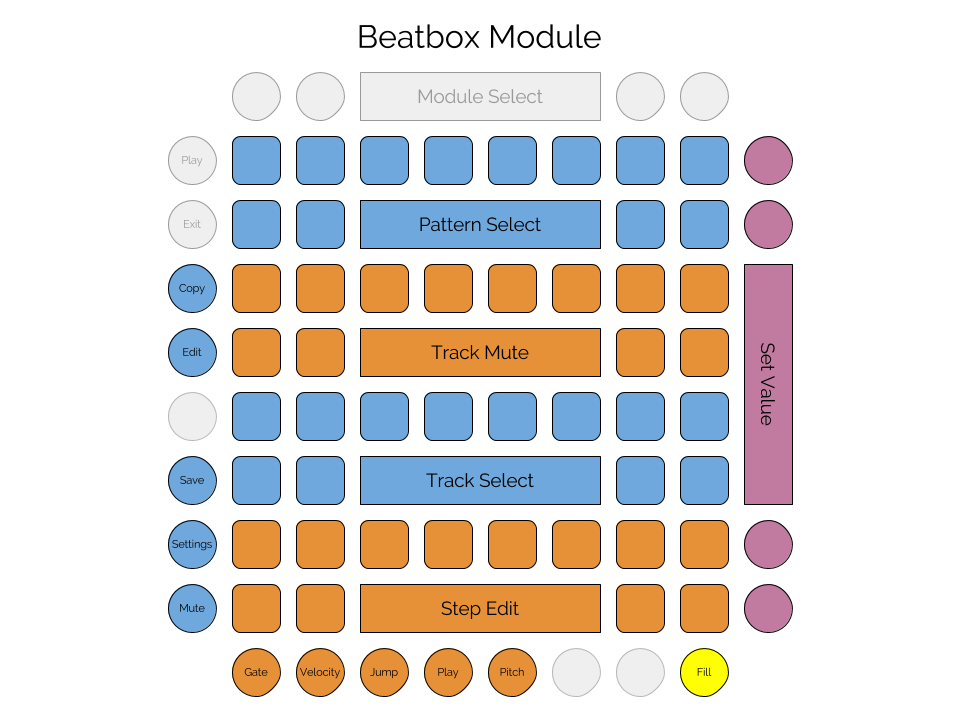 Beatbox Module
Module Select
Play
Exit
Pattern Select
Copy
Edit
Track Mute
Set Value
Save
Track Select
Settings
Mute
Step Edit
Gate
Velocity
Jump
Play
Pitch
Fill